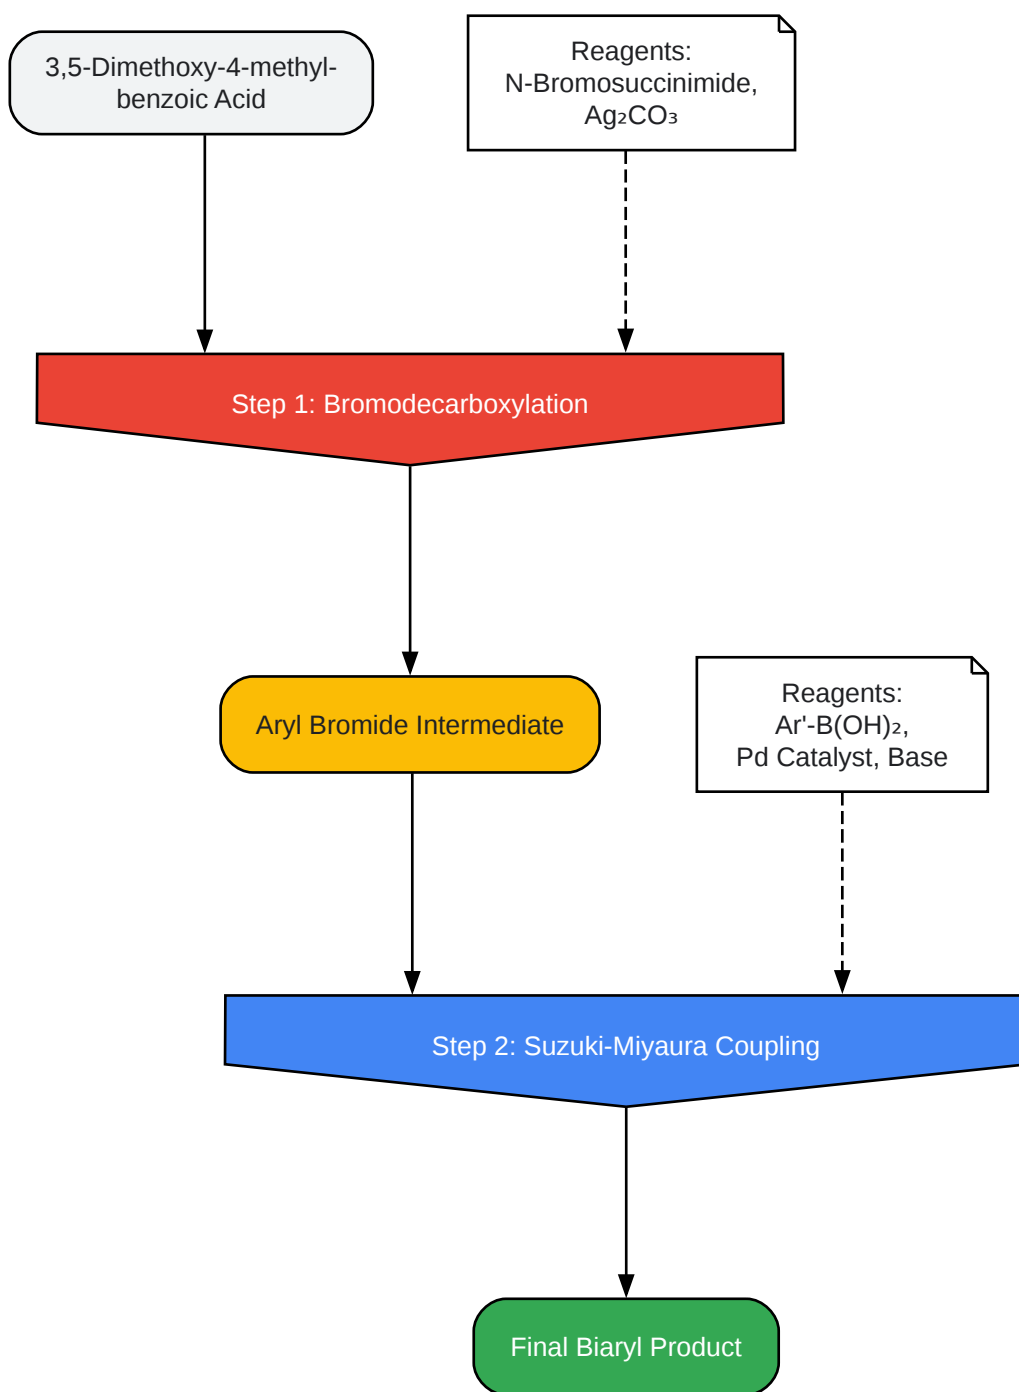 3,5-Dimethoxy-4-methyl-
benzoic Acid
Reagents:
N-Bromosuccinimide,
Ag₂CO₃
Step 1: Bromodecarboxylation
Aryl Bromide Intermediate
Reagents:
Ar'-B(OH)₂,
Pd Catalyst, Base
Step 2: Suzuki-Miyaura Coupling
Final Biaryl Product